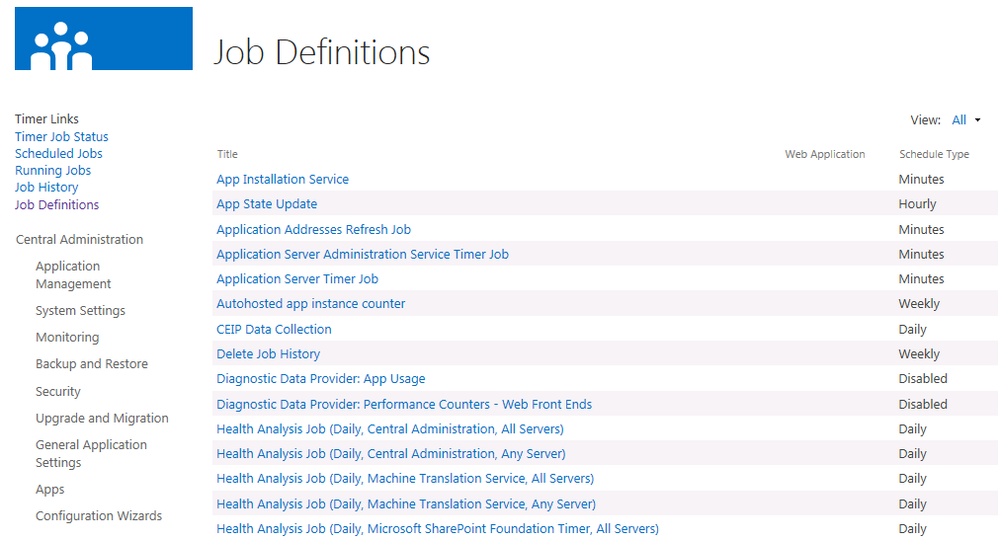 Job Definitions
Timer Links
Timer Job Status
Scheduled Jobs
Running Jobs
Job History
Job Definitions
Central Administration
Application
Management
System Settings
Monitoring
Backup and Restore
Security
Upgrade and Migration
General Application
Settings
Apps
Configuration Wizards
View: All
Title Web Application Schedule Type
App Installation Service Minutes
App State Update Hourly
Application Addresses Refresh Job Minutes
Application Server Administration Service Timer Job Minutes
Application Server Timer Job Minutes
Autohosted app instance counter Weekly
CEIP Data Collection Daily
Delete Job History Weekly
Diagnostic Data Provider: App Usage Disabled
Diagnostic Data Provider: Performance Counters - Web Front Ends Disabled
Health Analysis Job (Daily, Central Administration, All Servers) Daily
Health Analysis Job (Daily, Central Administration, Any Server) Daily
Health Analysis Job (Daily, Machine Translation Service, All Servers) Daily
Health Analysis Job (Daily, Machine Translation Service, Any Server) Daily
Health Analysis Job (Daily, Microsoft SharePoint Foundation Timer, All Servers) Daily